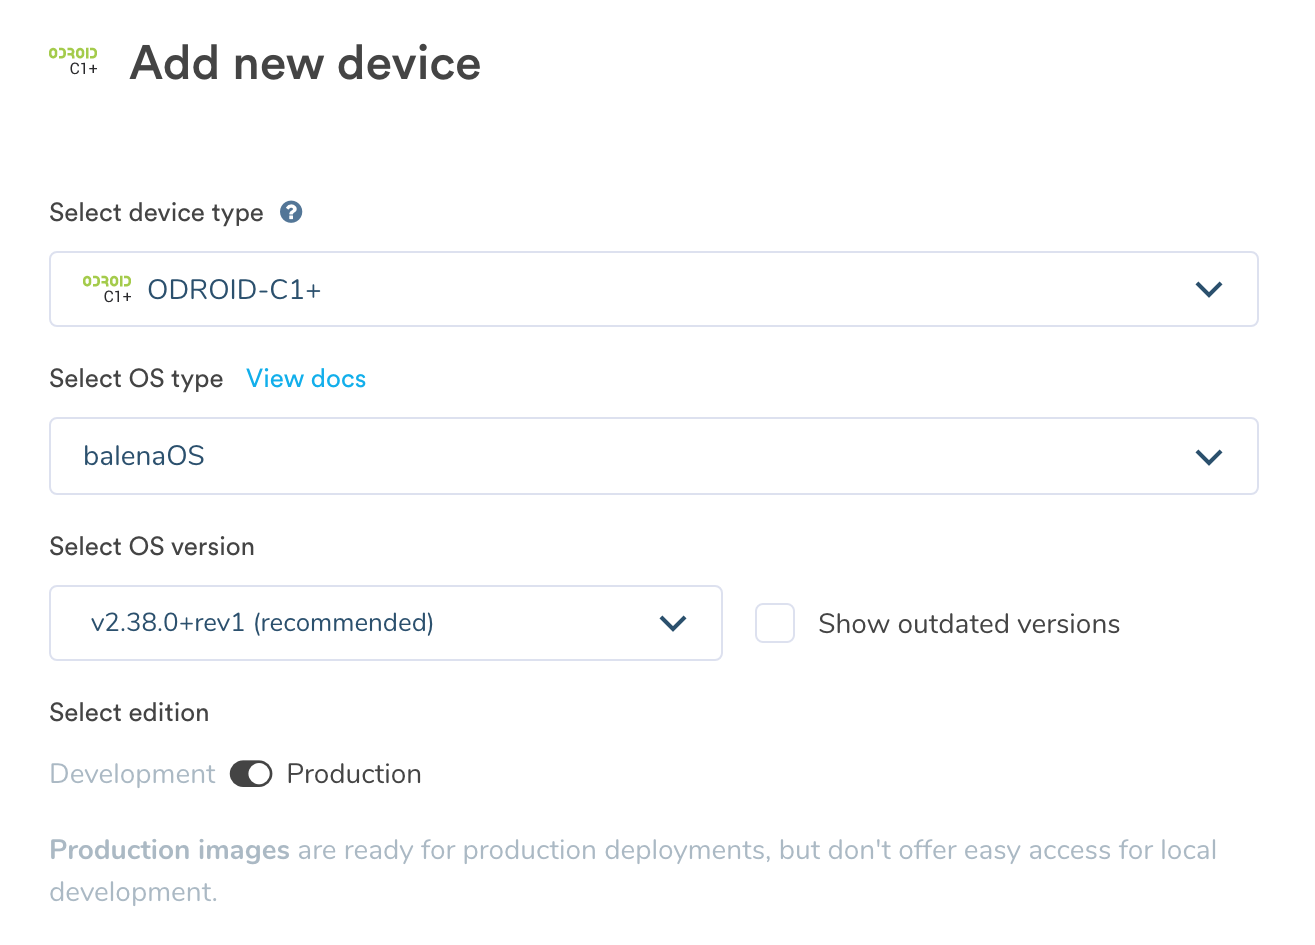 ODROID C1+ Add new device
Select device type ?
ODROID C1+ ODROID-C1+
Select OS type View docs
balenaOS
Select OS version
v2.38.0+rev1 (recommended) Show outdated versions
Select edition
Development Production
Production images are ready for production deployments, but don't offer easy access for local
development.